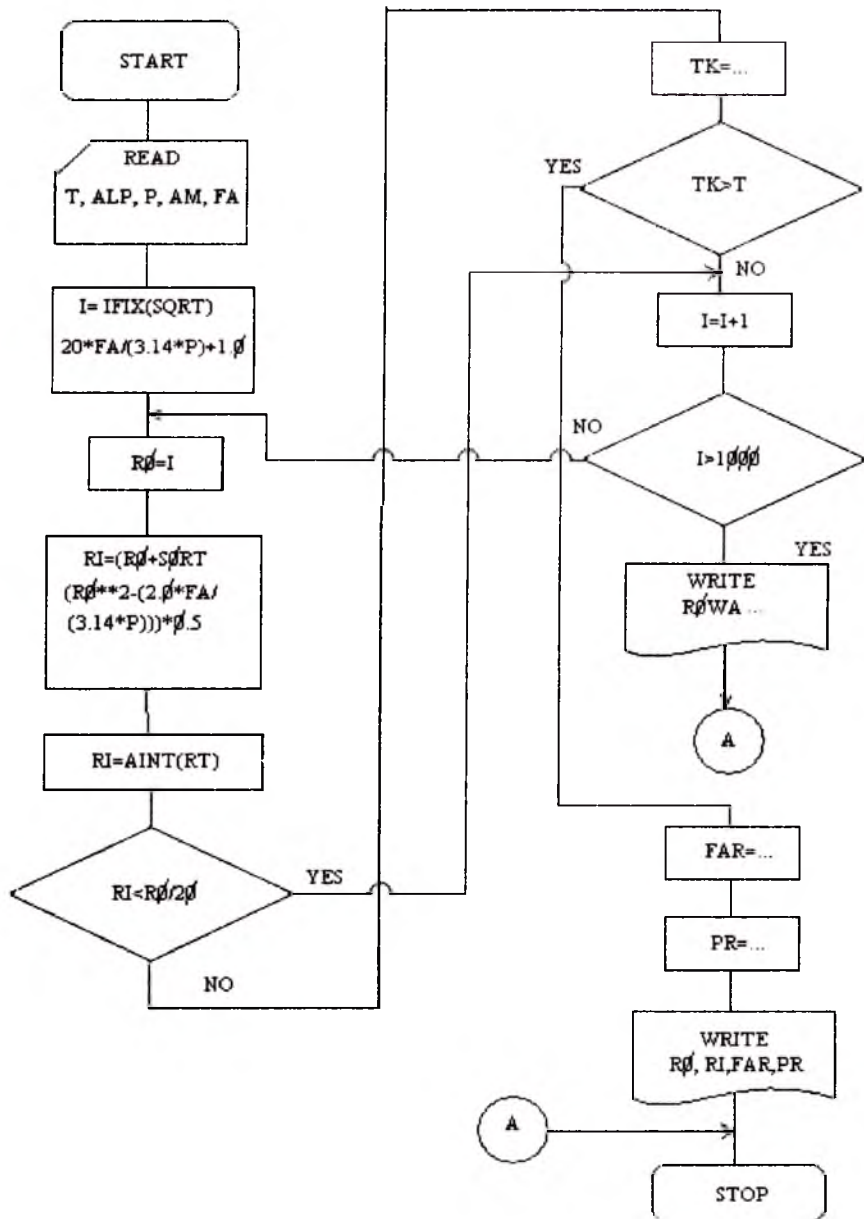 START
READ
T, ALP, P, AM, FA
I= IFIX(SQRT)
20*FA/(3.14*P)+1.Ø
RØ=I
RI=(RØ+SØRT
(RØ**2-(2.Ø*FA/
(3.14*P)))*Ø.5
RI=AINT(RT)
RI<RØ/2Ø
YES
NO
TK=...
YES
TK>T
NO
I=I+1
NO
I>1ØØØ
YES
WRITE
RØWA ...
A
FAR=...
PR=...
WRITE
RØ, RI,FAR,PR
A
STOP